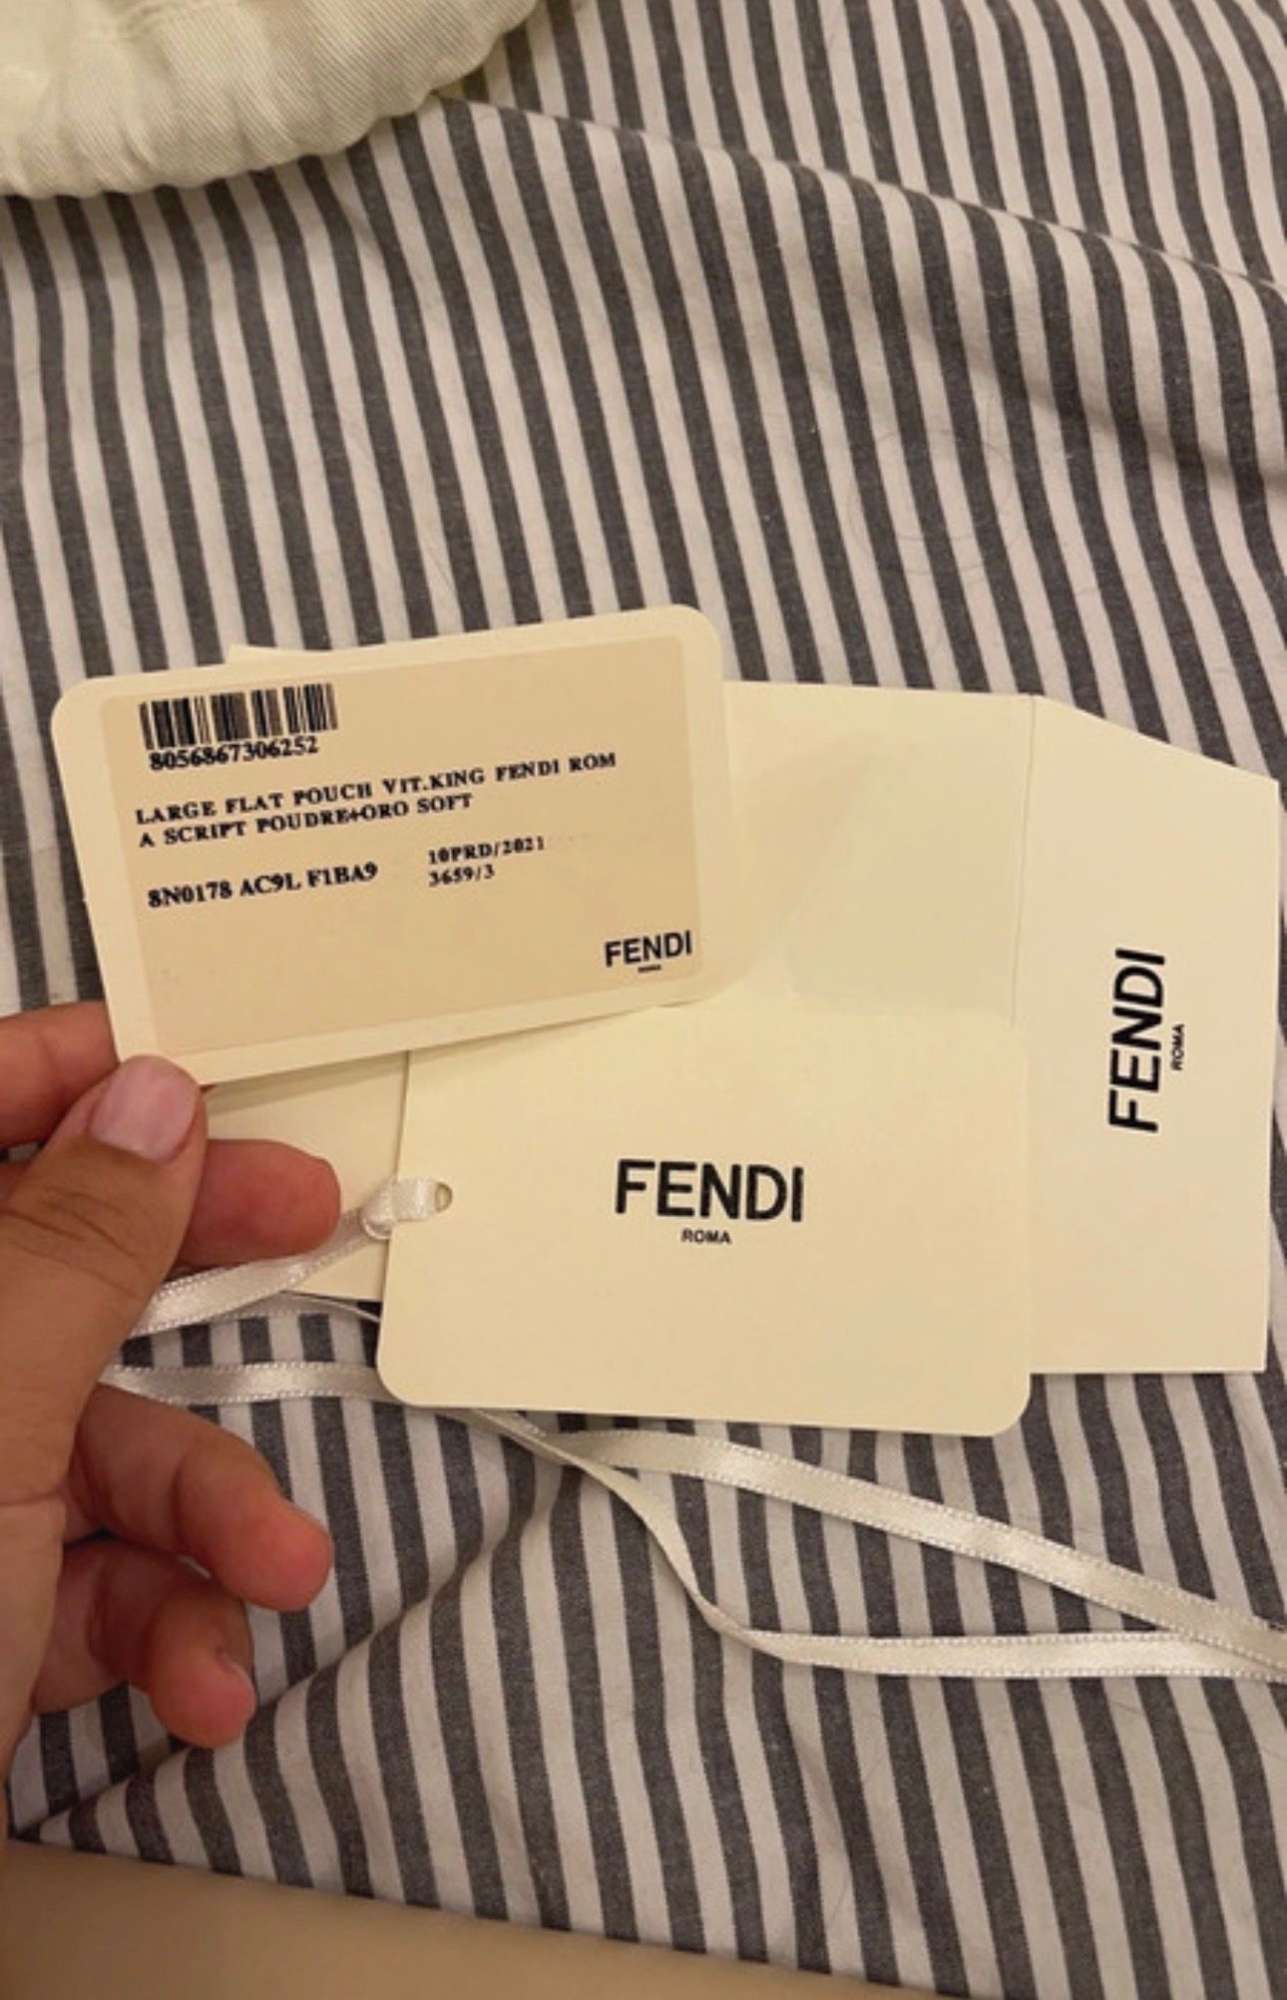 8056867306252
LARGE FLAT POUCH VIT.KING FENDI ROM
A SCRIPT POUDRE+ORO SOFT
8N0178 AC9L F1BA9
10PRD/2021
3659/3
FENDI
ROMA
FENDI
ROMA
FENDI
ROMA